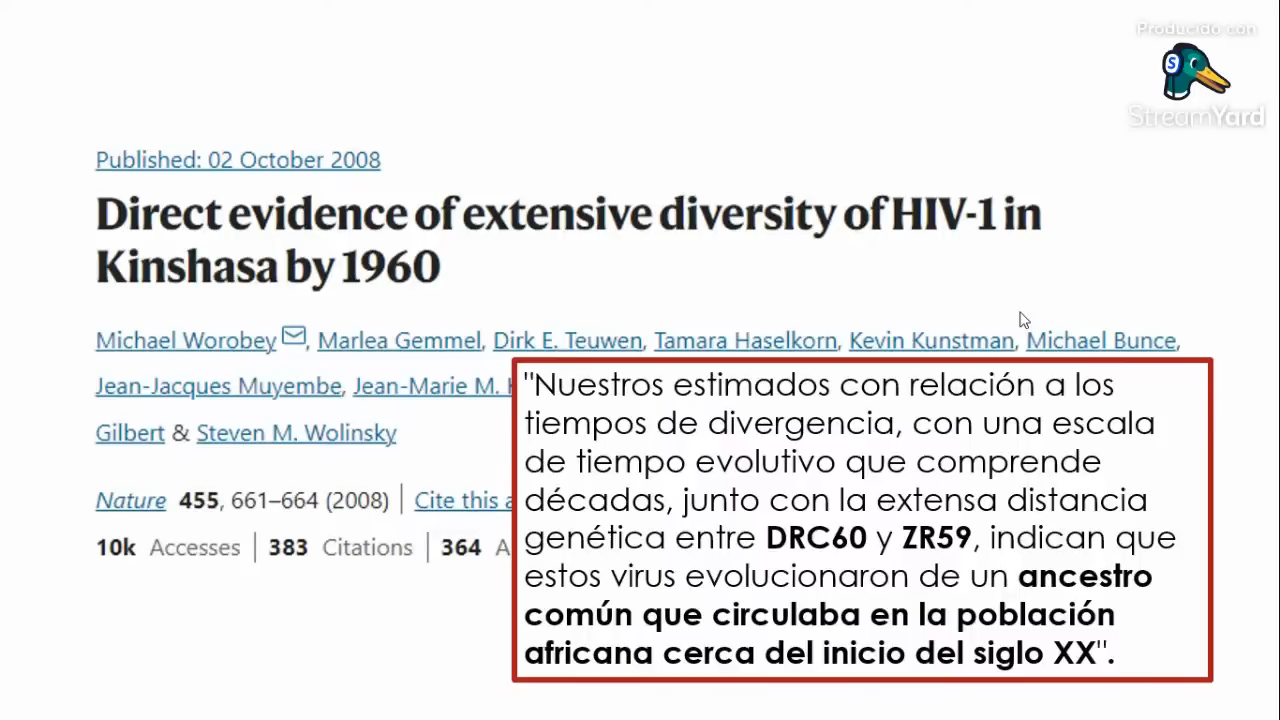 Producido con
StreamYard
Published: 02 October 2008
Direct evidence of extensive diversity of HIV-1 in
Kinshasa by 1960
Michael Worobey, Marlea Gemmel, Dirk E. Teuwen, Tamara Haselkorn, Kevin Kunstman, Michael Bunce,
Jean-Jacques Muyembe, Jean-Marie M.
Gilbert & Steven M. Wolinsky
Nature 455, 661–664 (2008) | Cite this
10k Accesses | 383 Citations | 364
"Nuestros estimados con relación a los
tiempos de divergencia, con una escala
de tiempo evolutivo que comprende
décadas, junto con la extensa distancia
genética entre DRC60 y ZR59, indican que
estos virus evolucionaron de un ancestro
común que circulaba en la población
africana cerca del inicio del siglo XX".